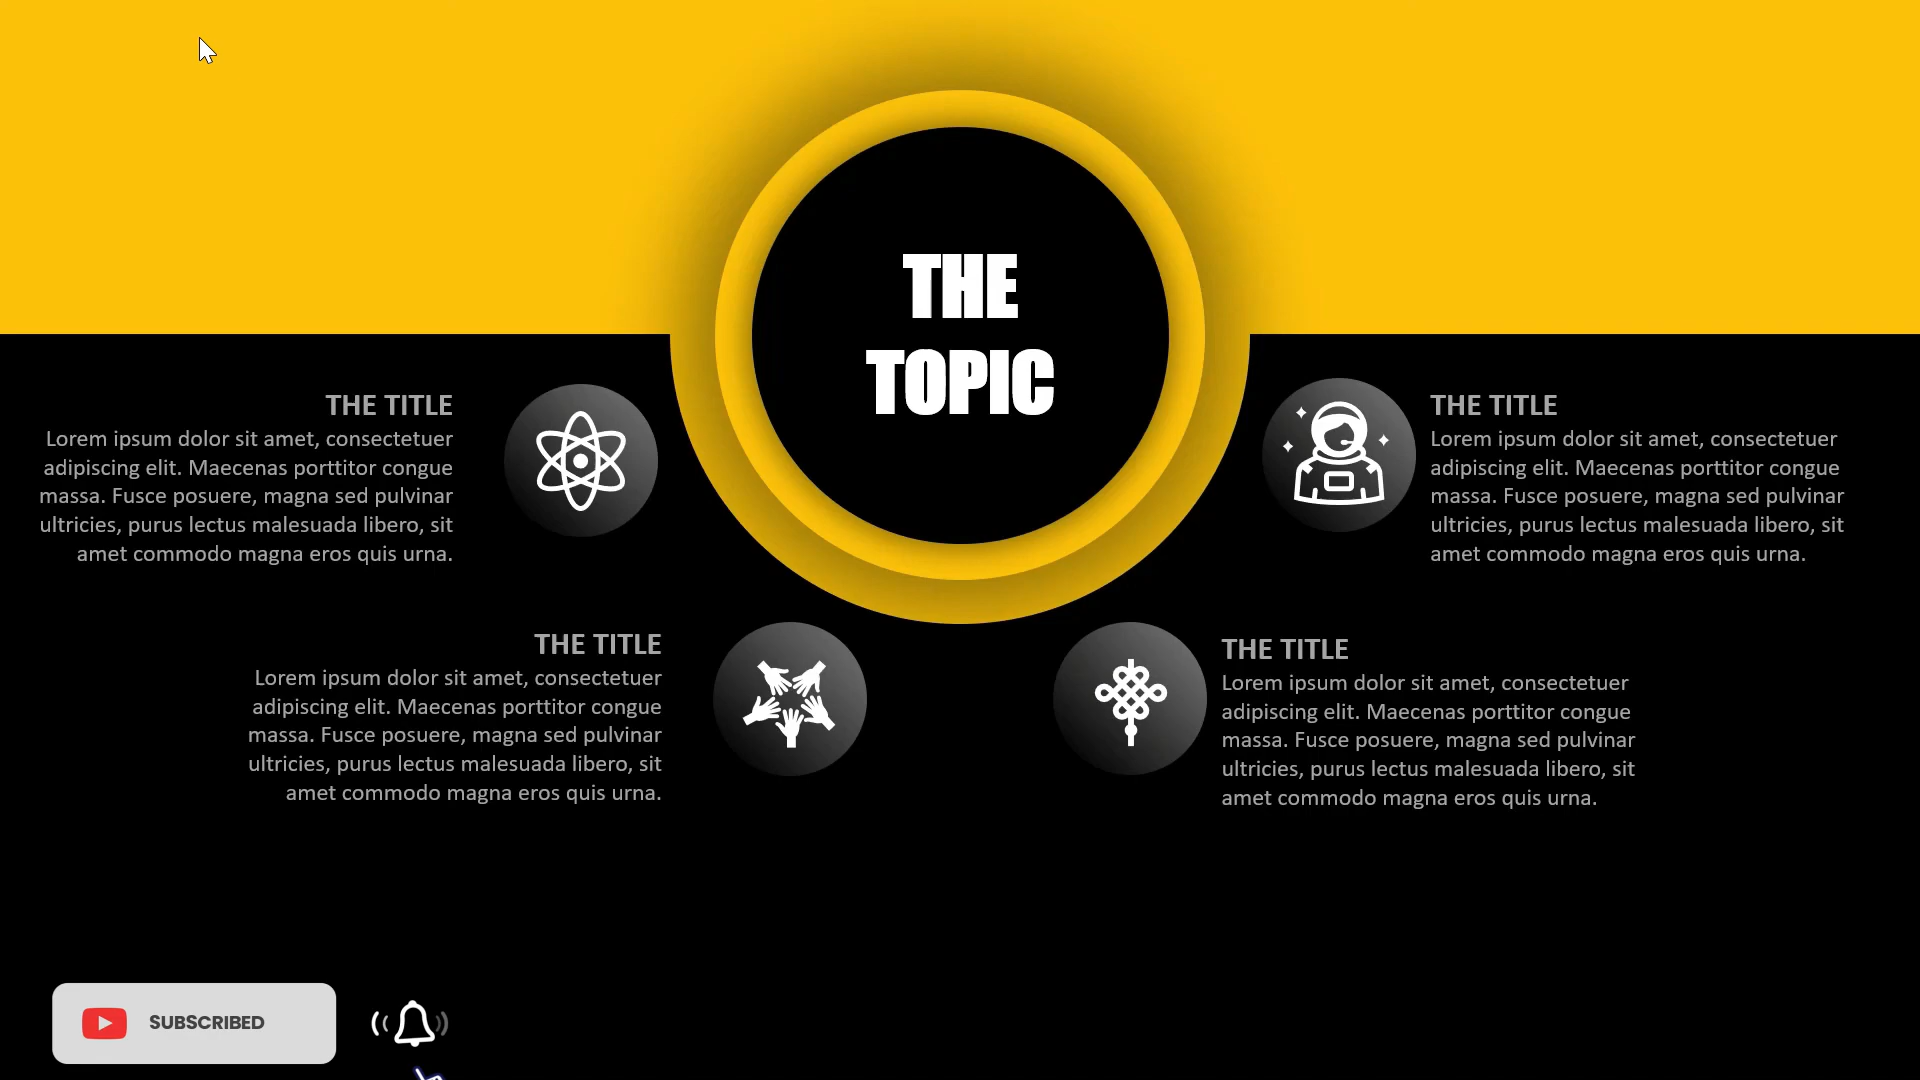 THE
TOPIC
THE TITLE
Lorem ipsum dolor sit amet, consectetuer
adipiscing elit. Maecenas porttitor congue
massa. Fusce posuere, magna sed pulvinar
ultricies, purus lectus malesuada libero, sit
amet commodo magna eros quis urna.
THE TITLE
Lorem ipsum dolor sit amet, consectetuer
adipiscing elit. Maecenas porttitor congue
massa. Fusce posuere, magna sed pulvinar
ultricies, purus lectus malesuada libero, sit
amet commodo magna eros quis urna.
THE TITLE
Lorem ipsum dolor sit amet, consectetuer
adipiscing elit. Maecenas porttitor congue
massa. Fusce posuere, magna sed pulvinar
ultricies, purus lectus malesuada libero, sit
amet commodo magna eros quis urna.
THE TITLE
Lorem ipsum dolor sit amet, consectetuer
adipiscing elit. Maecenas porttitor congue
massa. Fusce posuere, magna sed pulvinar
ultricies, purus lectus malesuada libero, sit
amet commodo magna eros quis urna.
SUBSCRIBED